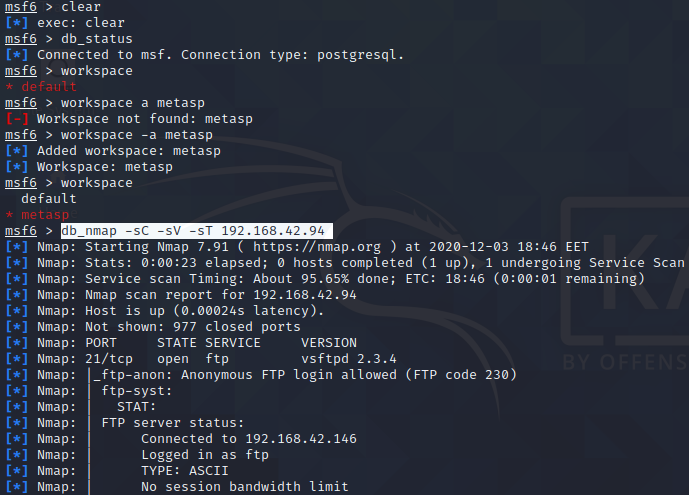 msf6 > clear
[*] exec: clear
msf6 > db_status
[*] Connected to msf. Connection type: postgresql.
msf6 > workspace
* default
msf6 > workspace a metasp
[-] Workspace not found: metasp
msf6 > workspace -a metasp
[*] Added workspace: metasp
[*] Workspace: metasp
msf6 > workspace
  default
* metasp
msf6 > db_nmap -sC -sV -sT 192.168.42.94
[*] Nmap: Starting Nmap 7.91 ( https://nmap.org ) at 2020-12-03 18:46 EET
[*] Nmap: Stats: 0:00:23 elapsed; 0 hosts completed (1 up), 1 undergoing Service Scan
[*] Nmap: Service scan Timing: About 95.65% done; ETC: 18:46 (0:00:01 remaining)
[*] Nmap: Nmap scan report for 192.168.42.94
[*] Nmap: Host is up (0.00024s latency).
[*] Nmap: Not shown: 977 closed ports
[*] Nmap: PORT     STATE SERVICE     VERSION
[*] Nmap: 21/tcp   open  ftp         vsftpd 2.3.4
[*] Nmap: |_ftp-anon: Anonymous FTP login allowed (FTP code 230)
[*] Nmap: | ftp-syst:
[*] Nmap: |   STAT:
[*] Nmap: | FTP server status:
[*] Nmap: |      Connected to 192.168.42.146
[*] Nmap: |      Logged in as ftp
[*] Nmap: |      TYPE: ASCII
[*] Nmap: |      No session bandwidth limit
KA
BY OFFENS